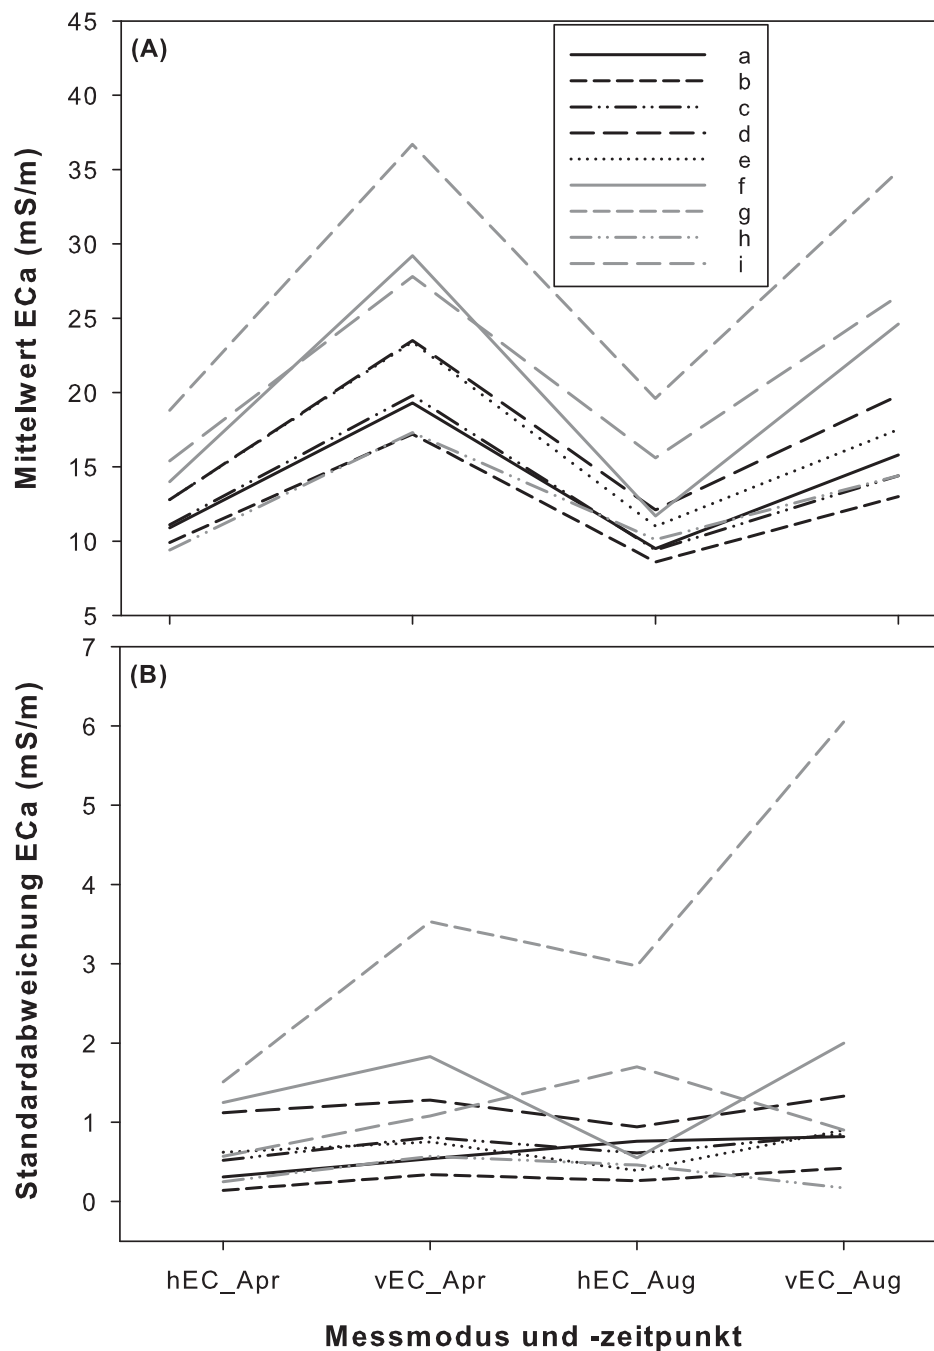 (A)
Mittelwert ECa (mS/m)
45
40
35
30
25
20
15
10
5
a
b
c
d
e
f
g
h
i
(B)
Standardabweichung ECa (mS/m)
7
6
5
4
3
2
1
0
hEC_Apr vEC_Apr hEC_Aug vEC_Aug
Messmodus und -zeitpunkt